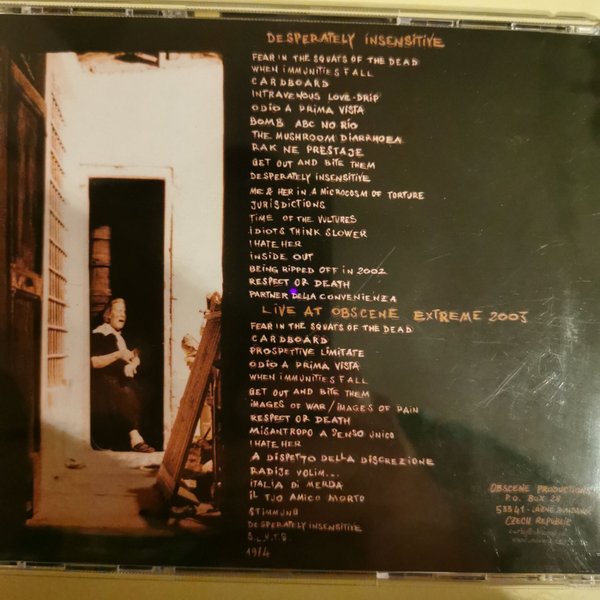 DESPERATELY INSENSITIVE
FEAR IN THE SQUATS OF THE DEAD
WHEN IMMUNITIES FALL
CARDBOARD
INTRAVENOUS LOVE-DRIP
ODIO A PRIMA VISTA
BOMB ABC NO RIO
THE MUSHROOM DIARRHOEA
RAK NE PRESTAJE
GET OUT AND BITE THEM
DESPERATELY INSENSITIVE
ME & HER IN A MICROCOSM OF TORTURE
JURISDICTIONS
TIME OF THE VULTURES
IDIOTS THINK SLOWER
I HATE HER
INSIDE OUT
BEING RIPPED OFF IN 2002
RESPECT OR DEATH
PARTNER DELLA CONVENIENZA
LIVE AT OBSCENE EXTREME 2003
FEAR IN THE SQUATS OF THE DEAD
CARDBOARD
PROSPETTIVE LIMITATE
ODIO A PRIMA VISTA
WHEN IMMUNITIES FALL
GET OUT AND BITE THEM
IMAGES OF WAR/IMAGES OF PAIN
RESPECT OR DEATH
MISANTROPO A SENSO UNICO
I HATE HER
A DISPETTO DELLA DISCREZIONE
RADIJE VOLIM...
ITALIA DI MERDA
IL TUO AMICO MORTO
STIMMUNG
DESPERATELY INSENSITIVE
S.L.Y.T.S
19/4
OBSCENE PRODUCTIONS
P.O. BOX 29
53341
CZECH REPUBLIC